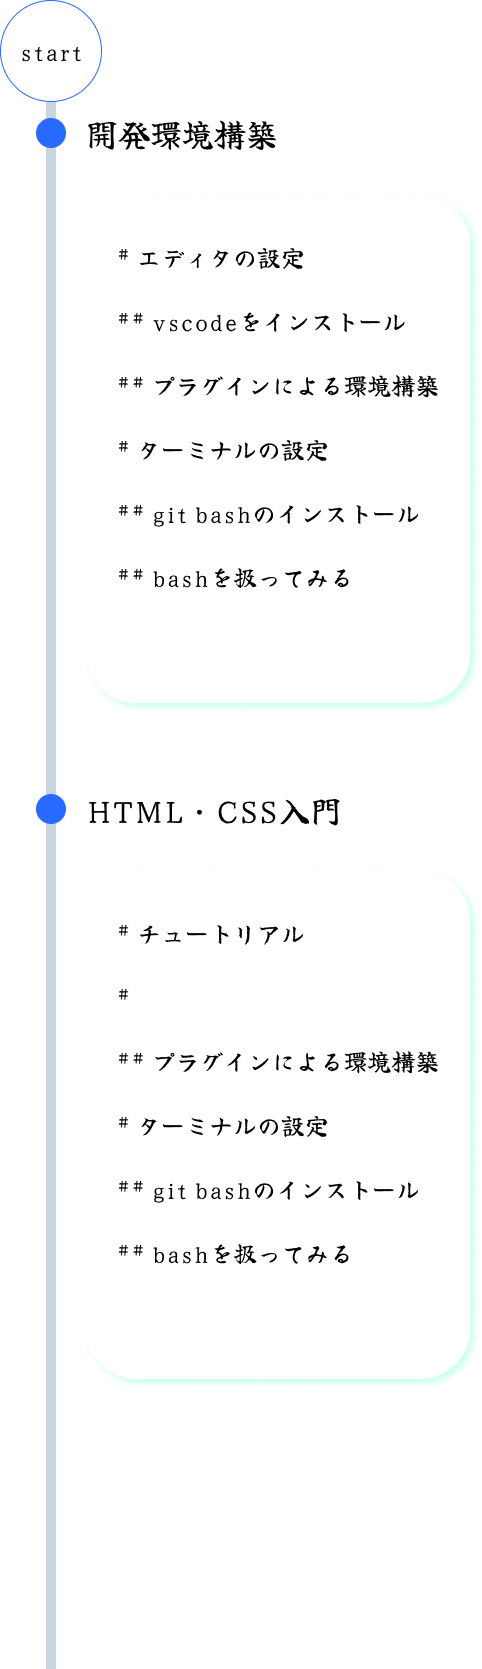 start
開発環境構築
# エディタの設定
## vscodeをインストール
## プラグインによる環境構築
# ターミナルの設定
## git bashのインストール
## bashを扱ってみる
HTML・CSS入門
# チュートリアル
#
## プラグインによる環境構築
# ターミナルの設定
## git bashのインストール
## bashを扱ってみる